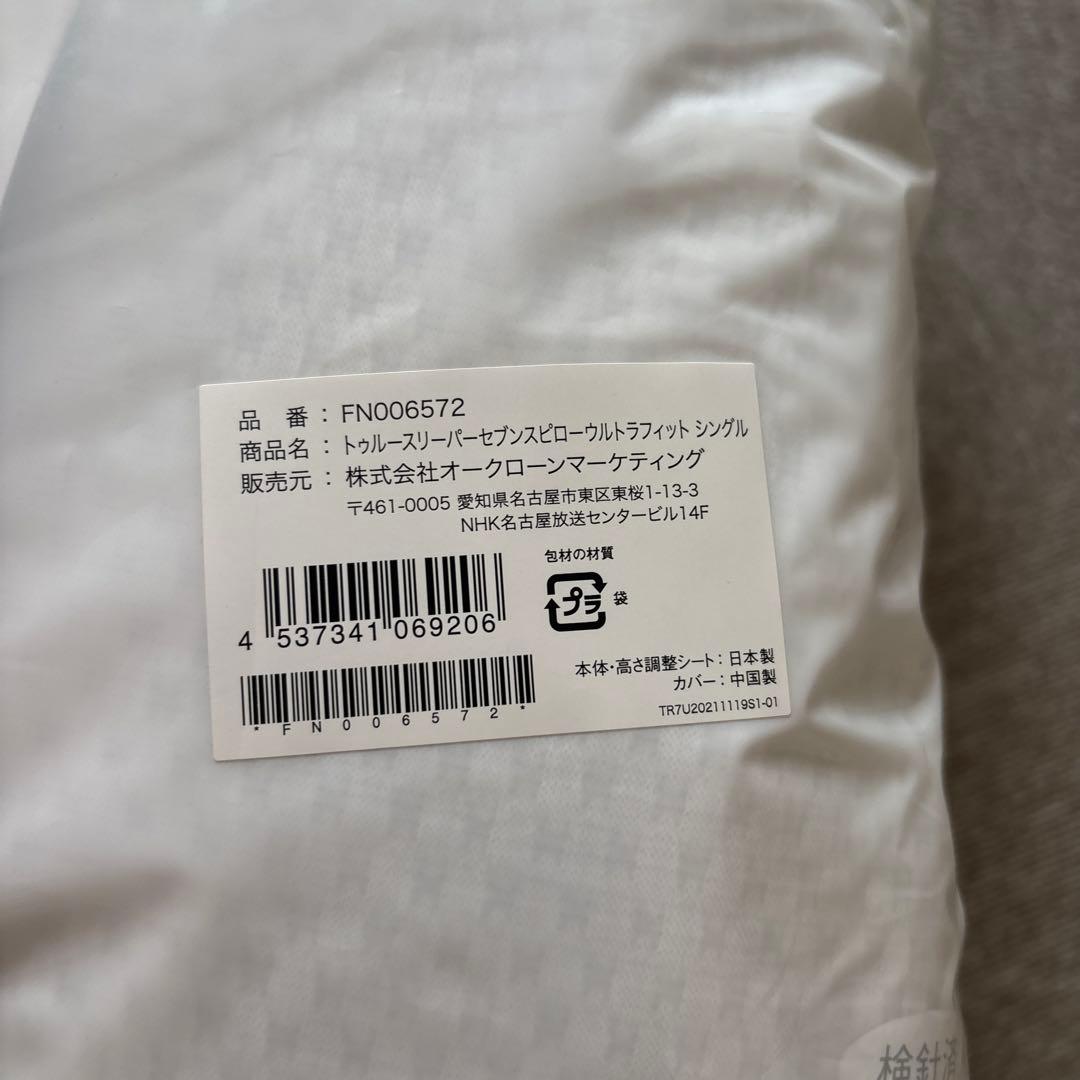 品 番 : FN006572
商品名 : トゥルースリーパーセブンスピローウルトラフィット シングル
販売元 : 株式会社オークローンマーケティング
〒461-0005 愛知県名古屋市東区東桜1-13-3
NHK名古屋放送センタービル14F
包材の材質
プラ 袋
4 537341 069206
*FN006572*
本体・高さ調整シート : 日本製
カバー : 中国製
TR7U20211119S1-01
検針済